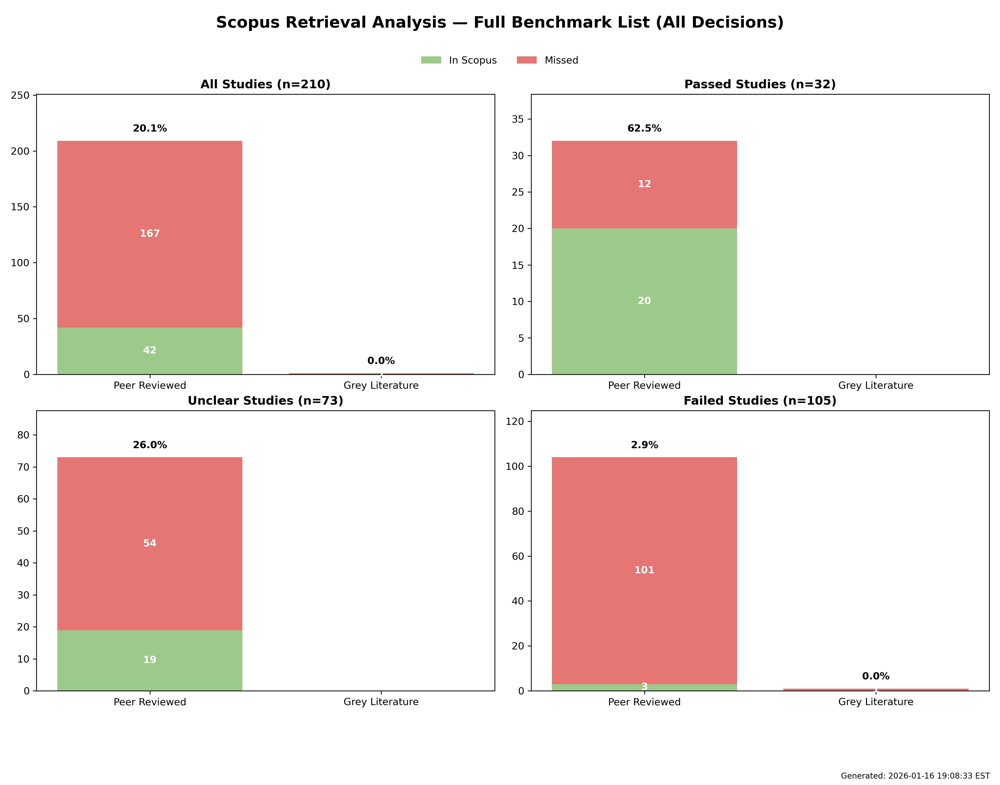 Scopus Retrieval Analysis — Full Benchmark List (All Decisions)
In Scopus
Missed
All Studies (n=210)
250
200
150
100
50
0
20.1%
167
42
0.0%
Peer Reviewed
Grey Literature
Passed Studies (n=32)
35
30
25
20
15
10
5
0
62.5%
12
20
Peer Reviewed
Grey Literature
Unclear Studies (n=73)
80
70
60
50
40
30
20
10
0
26.0%
54
19
Peer Reviewed
Grey Literature
Failed Studies (n=105)
120
100
80
60
40
20
0
2.9%
101
3
0.0%
Peer Reviewed
Grey Literature
Generated: 2026-01-16 19:08:33 EST